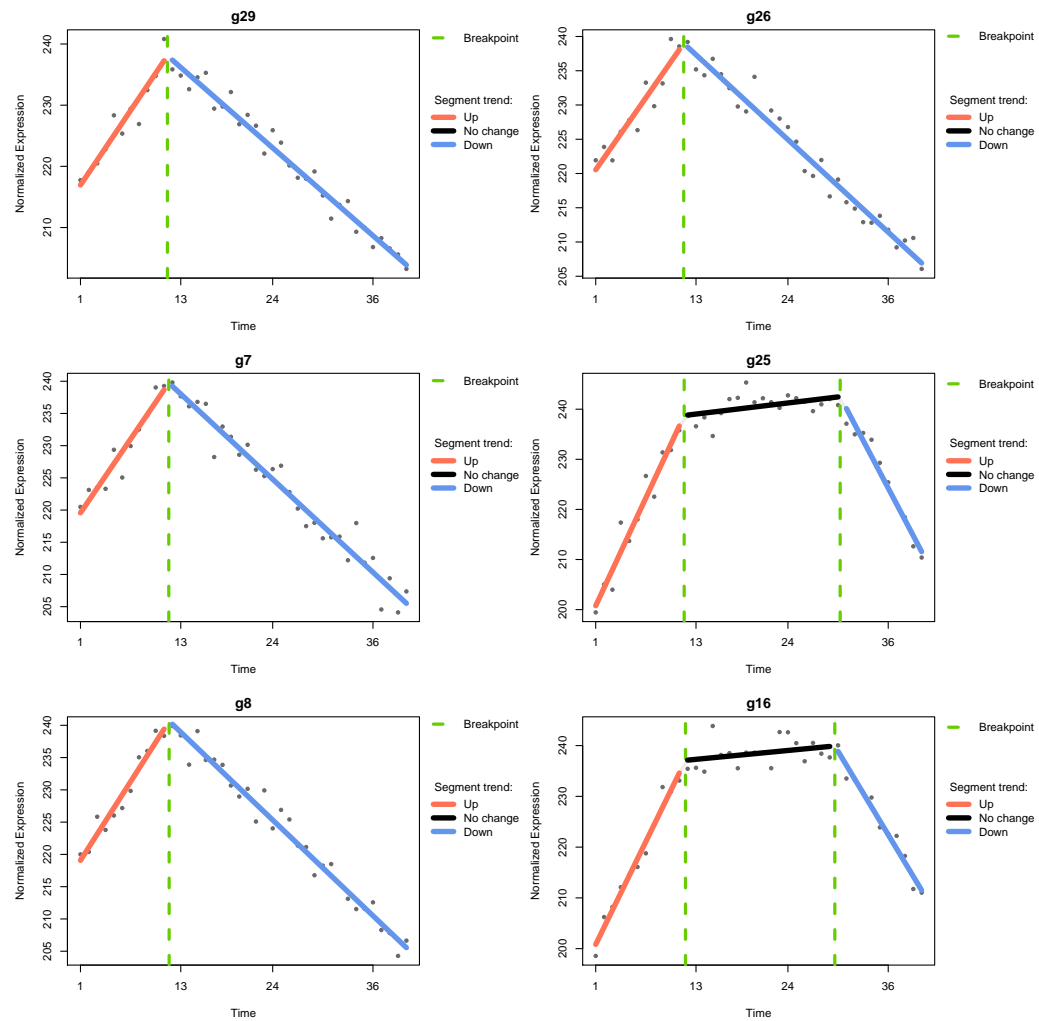 g29
240
230
220
210
Normalized Expression
1
13
24
36
Time
Breakpoint
Segment trend:
Up
No change
Down
g26
240
235
230
225
220
215
210
205
Normalized Expression
1
13
24
36
Time
Breakpoint
Segment trend:
Up
No change
Down
g7
240
235
230
225
220
215
210
205
Normalized Expression
1
13
24
36
Time
Breakpoint
Segment trend:
Up
No change
Down
g25
240
230
220
210
200
Normalized Expression
1
13
24
36
Time
Breakpoint
Segment trend:
Up
No change
Down
g8
240
235
230
225
220
215
210
205
Normalized Expression
1
13
24
36
Time
Breakpoint
Segment trend:
Up
No change
Down
g16
240
230
220
210
200
Normalized Expression
1
13
24
36
Time
Breakpoint
Segment trend:
Up
No change
Down